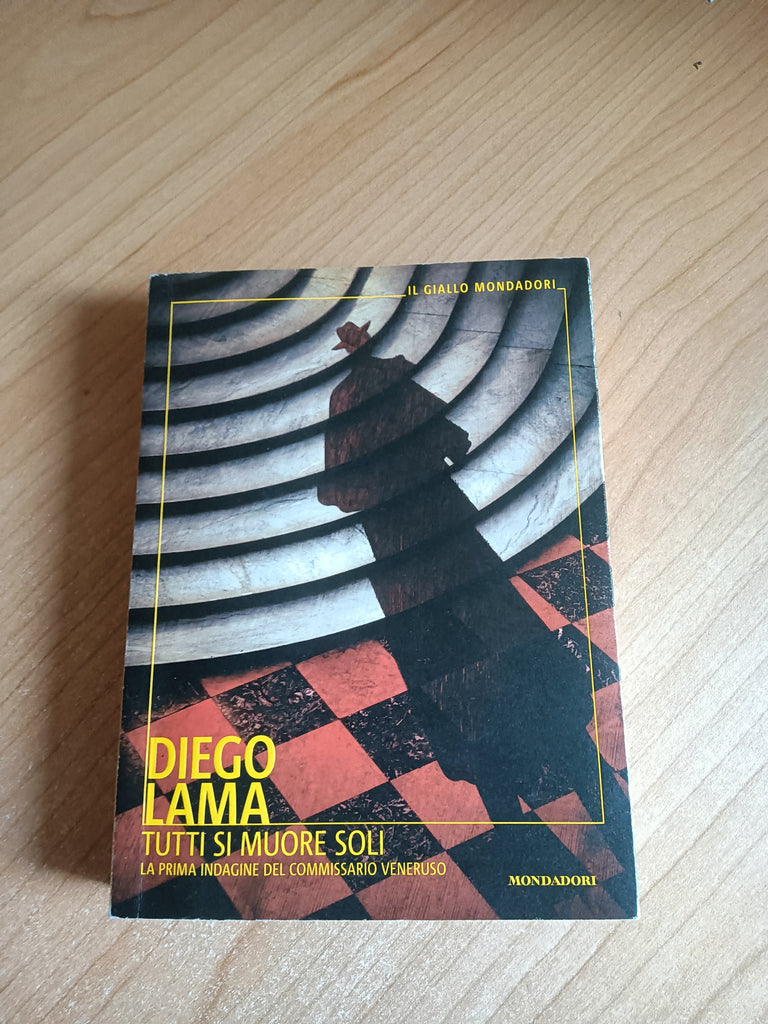 IL GIALLO MONDADORI
DIEGO
LAMA
TUTTI SI MUORE SOLI
LA PRIMA INDAGINE DEL COMMISSARIO VENERUSO
MONDADORI